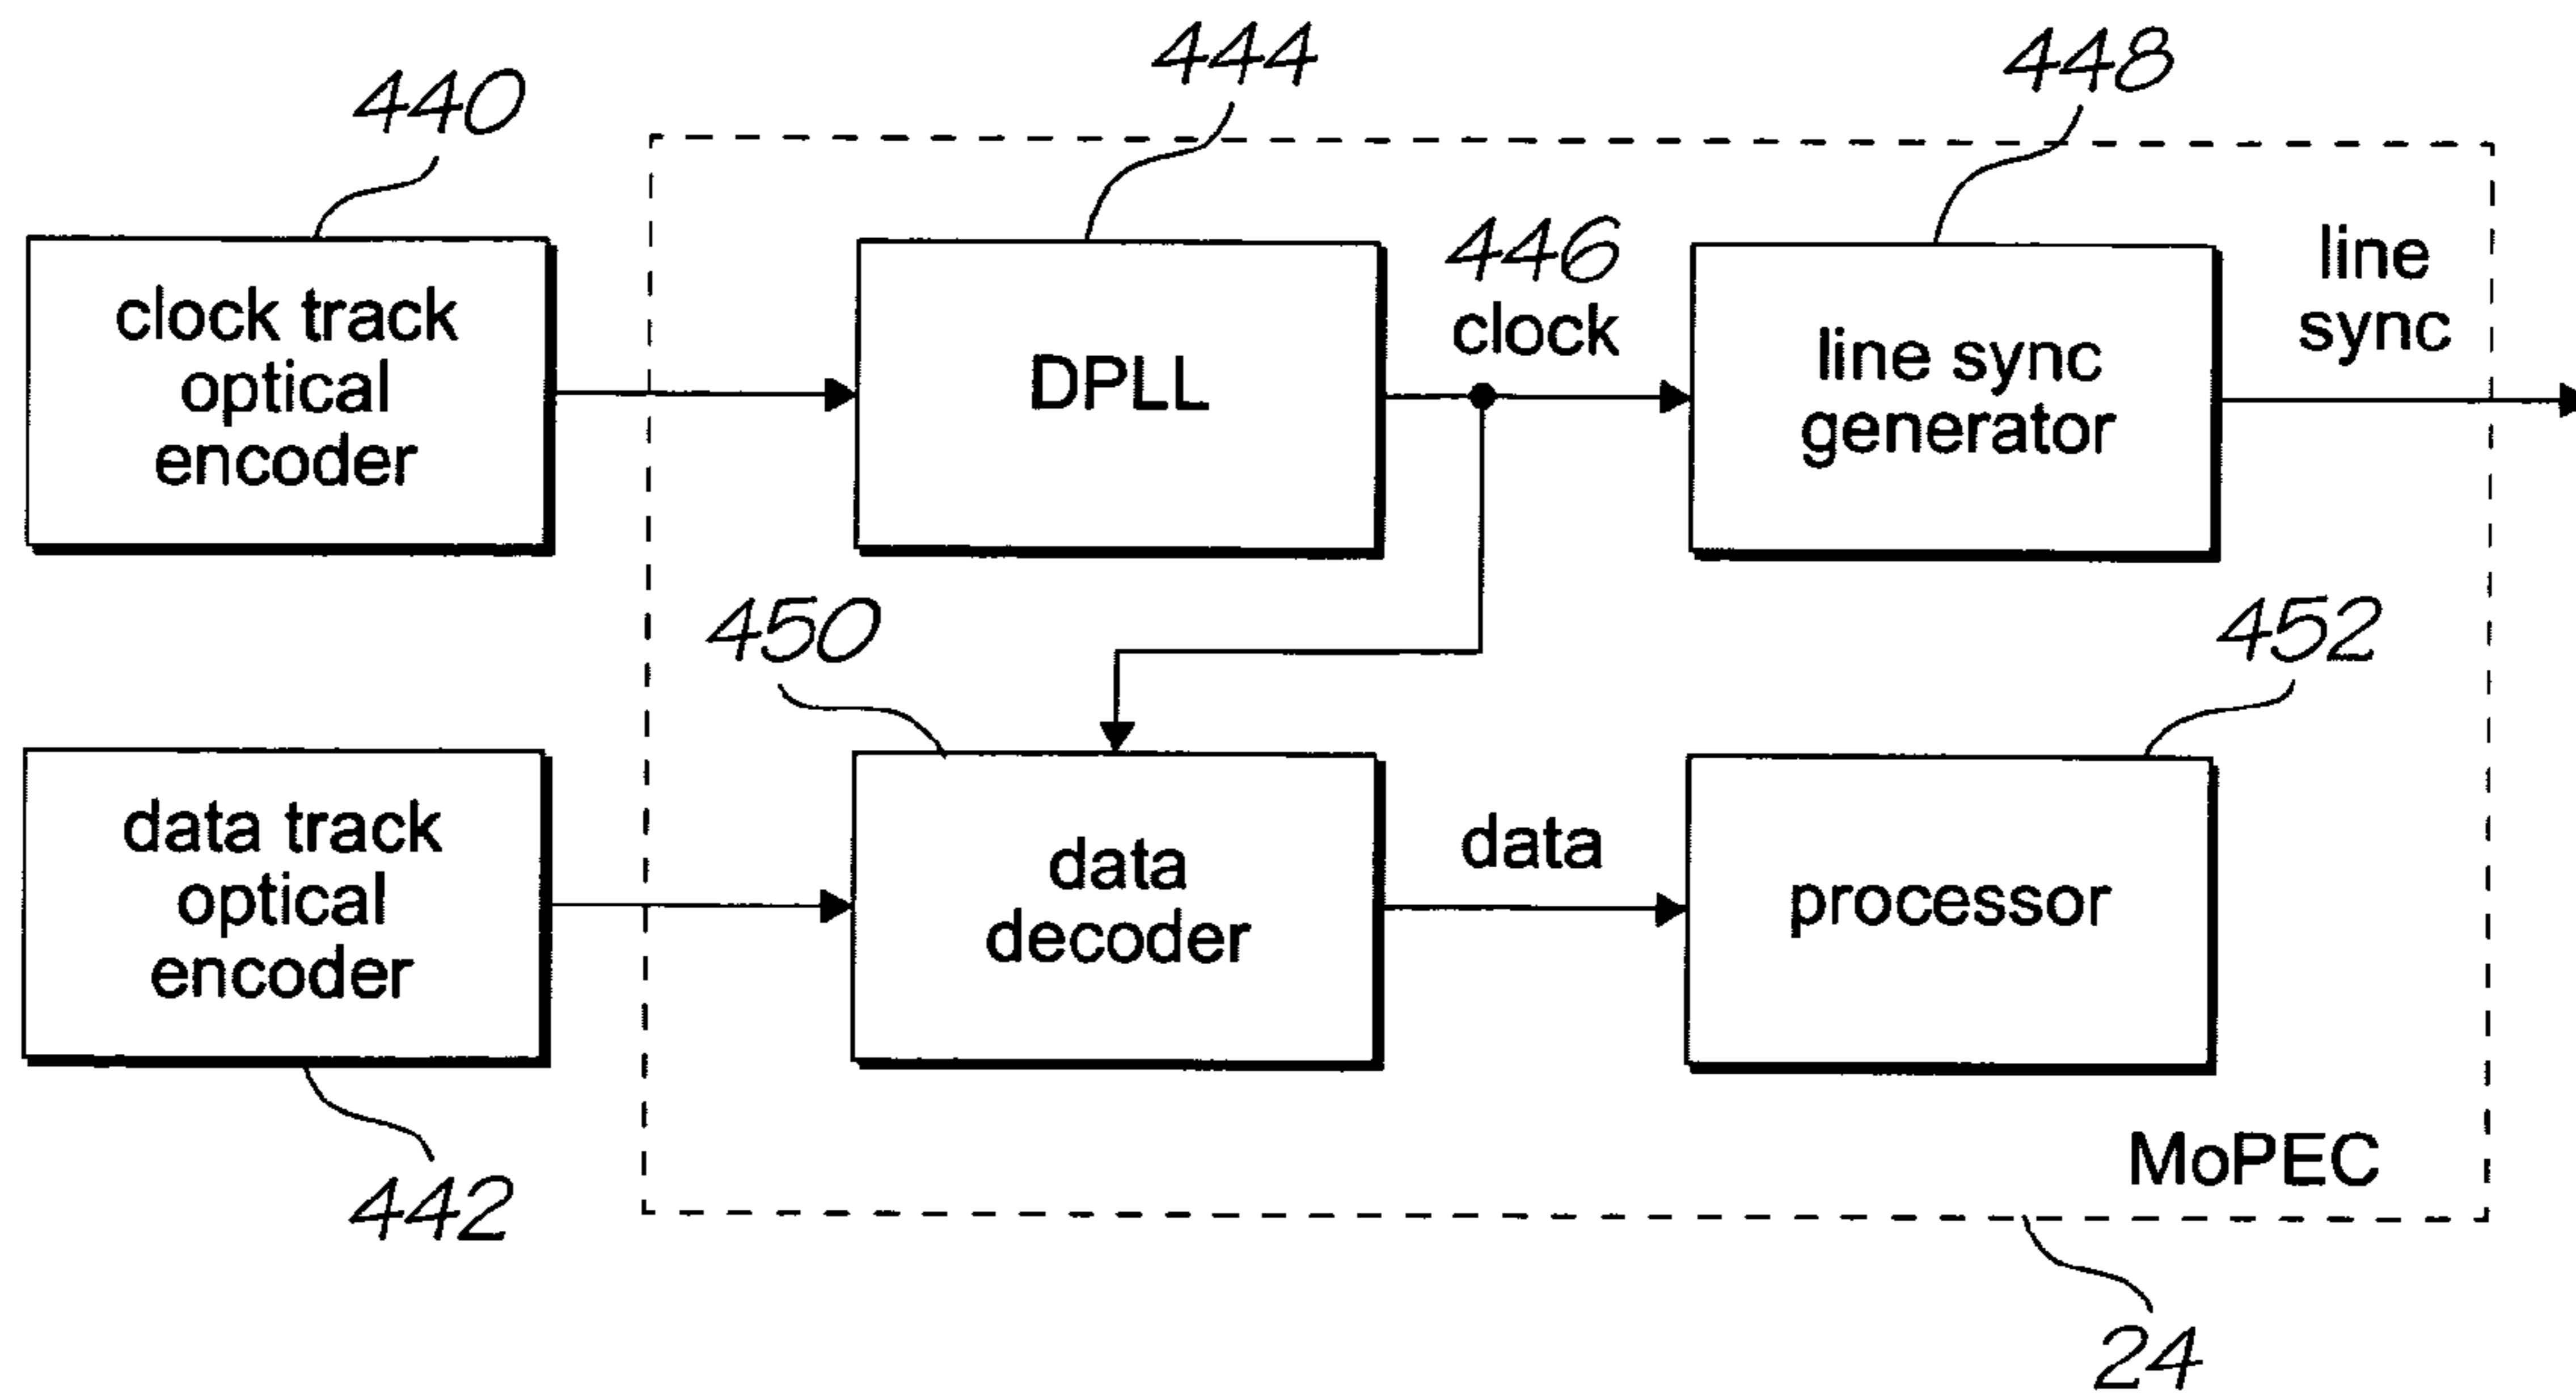 444
448
440
446
clock
line
sync
clock track
optical
encoder
DPLL
line sync
generator
450
452
data track
optical
encoder
data
decoder
data
processor
MoPEC
442
24